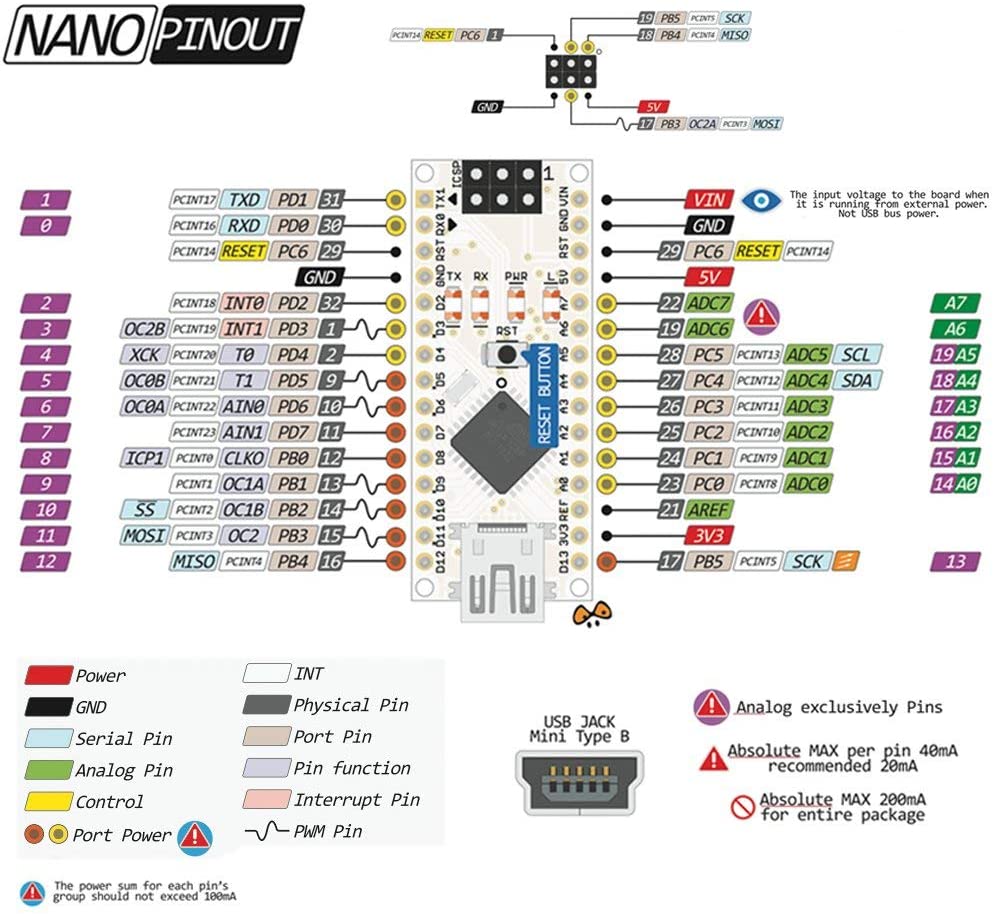 NANO PINOUT
19 PB5 PCINT5 SCK
PCINT14 RESET PC6 1
18 PB4 PCINT4 MISO
GND
5V
17 PB3 OC2A PCINT3 MOSI
ICSP
1
1 PCINT17 TXD PD1 31 TX1
VIN VIN
The input voltage to the board when
it is running from external power.
Not USB bus power.
0 PCINT16 RXD PD0 30 RX0
GND GND
PCINT14 RESET PC6 29 RST
RST 29 PC6 RESET PCINT14
GND GND
5V 5V
TX RX PWR L
2 PCINT18 INT0 PD2 32 D2
A7 22 ADC7 A7
3 OC2B PCINT19 INT1 PD3 1 D3
A6 19 ADC6 A6
RST
RESET BUTTON
4 XCK PCINT20 T0 PD4 2 D4
A5 28 PC5 PCINT13 ADC5 SCL 19 A5
5 OC0B PCINT21 T1 PD5 9 D5
A4 27 PC4 PCINT12 ADC4 SDA 18 A4
6 OC0A PCINT22 AIN0 PD6 10 D6
A3 26 PC3 PCINT11 ADC3 17 A3
7 PCINT23 AIN1 PD7 11 D7
A2 25 PC2 PCINT10 ADC2 16 A2
8 ICP1 PCINT0 CLKO PB0 12 D8
A1 24 PC1 PCINT9 ADC1 15 A1
9 PCINT1 OC1A PB1 13 D9
A0 23 PC0 PCINT8 ADC0 14 A0
10 SS PCINT2 OC1B PB2 14 D10
REF 21 AREF
11 MOSI PCINT3 OC2 PB3 15 D11
3V3 3V3
12 MISO PCINT4 PB4 16 D12
D13 17 PB5 PCINT5 SCK 13
Power
GND
Serial Pin
Analog Pin
Control
Port Power
INT
Physical Pin
Port Pin
Pin function
Interrupt Pin
PWM Pin
The power sum for each pin's
group should not exceed 100mA
USB JACK
Mini Type B
Analog exclusively Pins
Absolute MAX per pin 40mA
recommended 20mA
Absolute MAX 200mA
for entire package